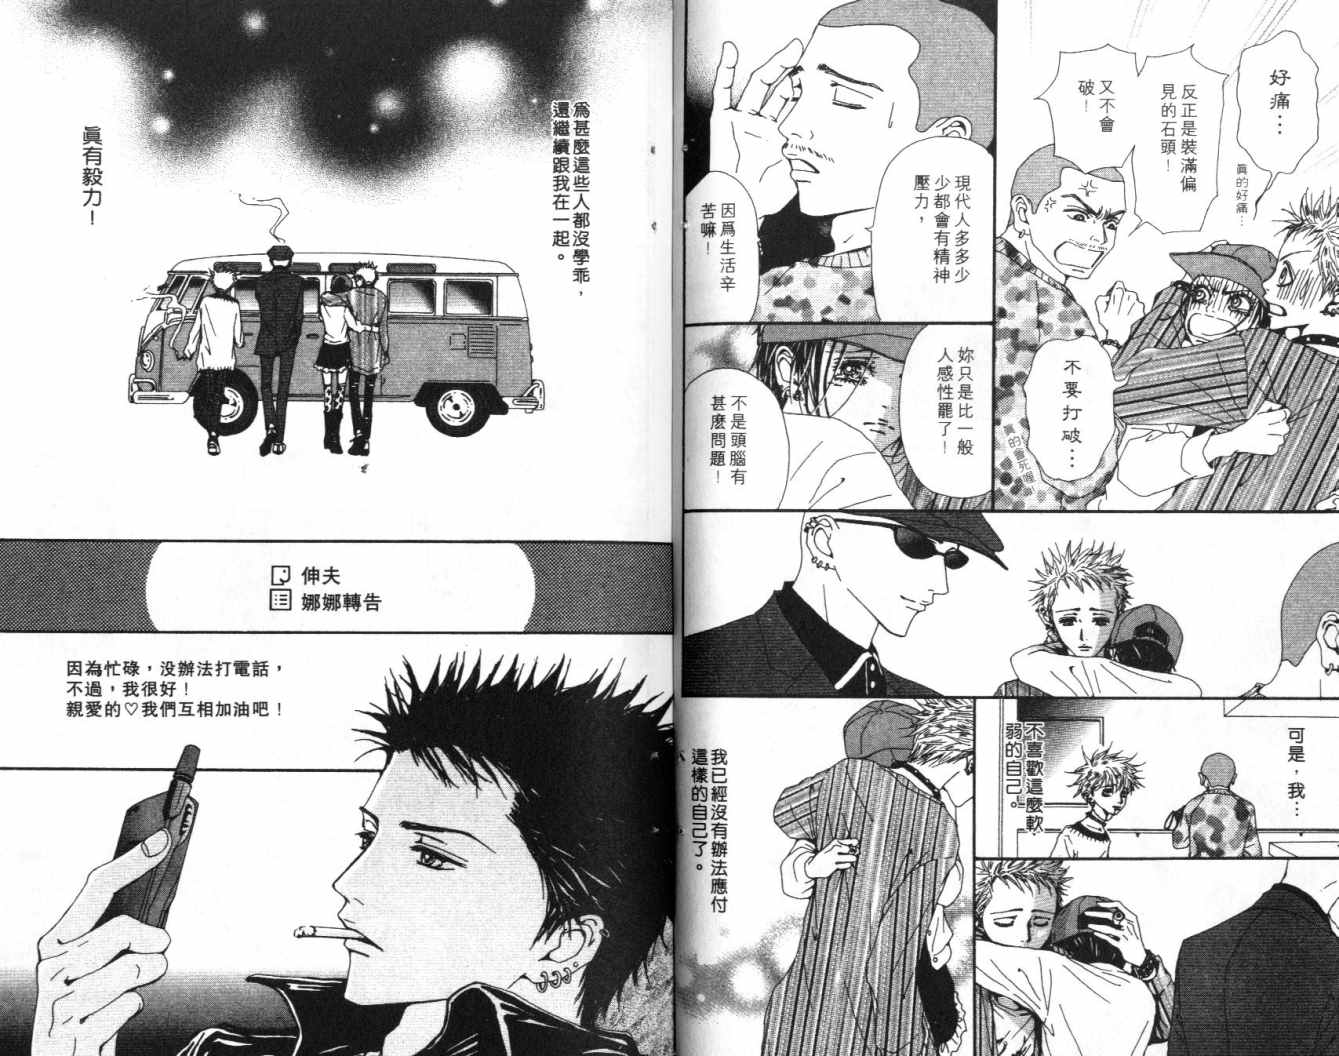 好痛…
反正是裝滿偏
見的石頭！
又不會
破！
真的好痛…
不要打破…
真的會死喔！
現代人多多少
少都會有精神
壓力，
因爲生活辛
苦嘛！
妳只是比一般
人感性罷了！
不是頭腦有
甚麼問題！
可是，我…
不喜歡這麼軟
弱的自己。
我已經沒有辦法應付
這樣的自己了。
爲甚麼這些人都沒學乖，
還繼續跟我在一起。
眞有毅力！
伸夫
娜娜轉告
因為忙碌，沒辦法打電話，
不過，我很好！
親愛的♡我們互相加油吧！